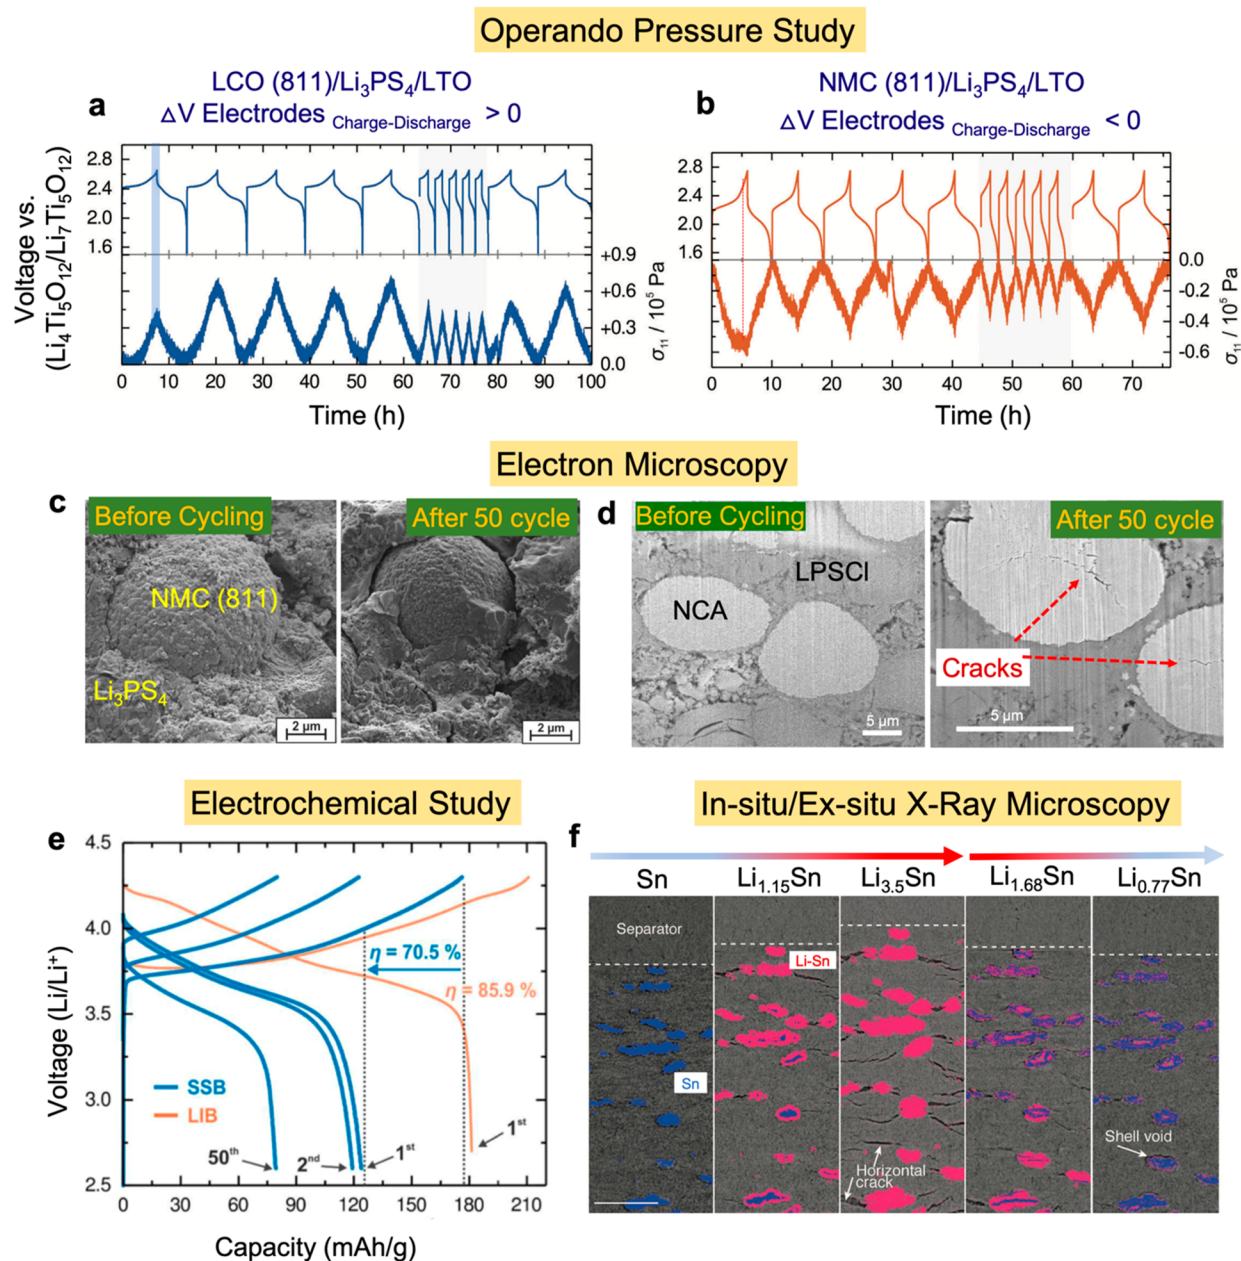 Operando Pressure Study
a
LCO (811)/Li₃PS₄/LTO
ΔV Electrodes Charge-Discharge > 0
Voltage vs.
(Li₄Ti₅O₁₂/Li₇Ti₅O₁₂)
2.8
2.4
2.0
1.6
+0.9
+0.6
+0.3
0.0
σ₁₁ / 10⁵ Pa
0 10 20 30 40 50 60 70 80 90 100
Time (h)
b
NMC (811)/Li₃PS₄/LTO
ΔV Electrodes Charge-Discharge < 0
2.8
2.4
2.0
1.6
0.0
-0.2
-0.4
-0.6
σ₁₁ / 10⁵ Pa
0 10 20 30 40 50 60 70
Time (h)
Electron Microscopy
c
Before Cycling
After 50 cycle
NMC (811)
Li₃PS₄
2 µm
2 µm
d
Before Cycling
After 50 cycle
LPSCl
NCA
Cracks
5 µm
5 µm
Electrochemical Study
e
Voltage (Li/Li⁺)
4.5
4.0
3.5
3.0
2.5
η = 70.5 %
η = 85.9 %
SSB
LIB
50th
2nd
1st
1st
0 30 60 90 120 150 180 210
Capacity (mAh/g)
In-situ/Ex-situ X-Ray Microscopy
f
Sn Li₁.₁₅Sn Li₃.₅Sn Li₁.₆₈Sn Li₀.₇₇Sn
Separator
Li-Sn
Sn
Horizontal
crack
Shell void